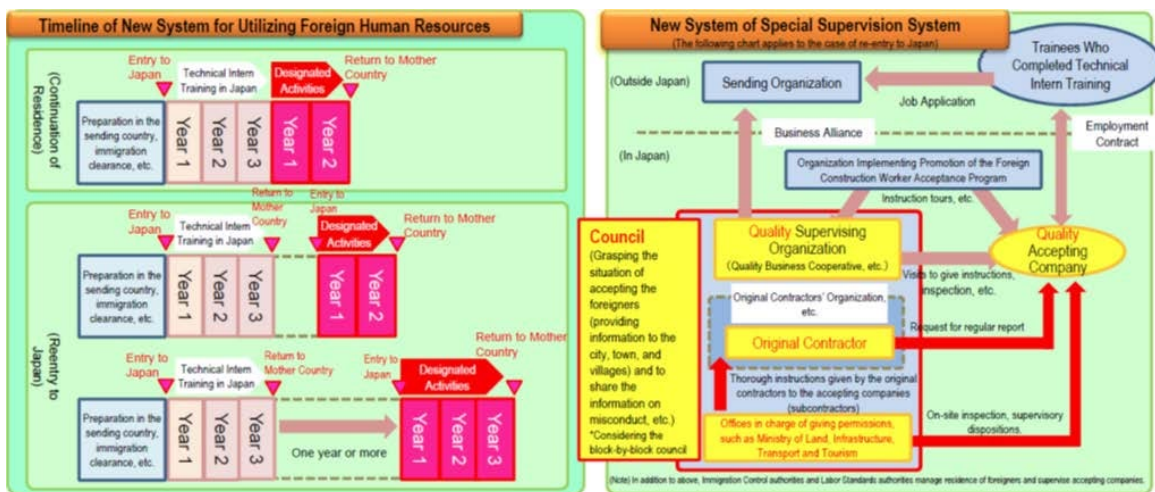 Timeline of New System for Utilizing Foreign Human Resources
(Continuation of
Residence)
Entry to
Japan
Technical Intern
Training in Japan
Designated
Activities
Return to Mother
Country
Preparation in the
sending country,
immigration
clearance, etc.
Year 1
Year 2
Year 3
Year 1
Year 2
(Reentry to
Japan)
Entry to
Japan
Technical Intern
Training in Japan
Return to
Mother
Country
Entry to
Japan
Designated
Activities
Return to Mother
Country
Preparation in the
sending country,
immigration
clearance, etc.
Year 1
Year 2
Year 3
Year 1
Year 2
Entry to
Japan
Technical Intern
Training in Japan
Return to
Mother Country
Entry to
Japan
Designated
Activities
Return to Mother
Country
Preparation in the
sending country,
immigration
clearance, etc.
Year 1
Year 2
Year 3
One year or more
Year 1
Year 2
Year 3
New System of Special Supervision System
(The following chart applies to the case of re-entry to Japan)
Trainees Who
Completed Technical
Intern Training
(Outside Japan)
Sending Organization
Job Application
Business Alliance
Employment
Contract
(In Japan)
Organization Implementing Promotion of the Foreign
Construction Worker Acceptance Program
Instruction tours, etc.
Council
(Grasping the
situation of
accepting the
foreigners
(providing
information to the
city, town, and
villages) and to
share the
information on
misconduct, etc.)
*Considering the
block-by-block council
Quality Supervising
Organization
(Quality Business Cooperative, etc.)
Quality
Accepting
Company
Visits to give instructions,
inspection, etc.
Original Contractors' Organization,
etc.
Original Contractor
Request for regular report
Thorough instructions given by the original
contractors to the accepting companies
(subcontractors)
Offices in charge of giving permissions,
such as Ministry of Land, Infrastructure,
Transport and Tourism
On-site inspection, supervisory
dispositions.
(Note) In addition to above, Immigration Control authorities and Labor Standards authorities manage residence of foreigners and supervise accepting companies.